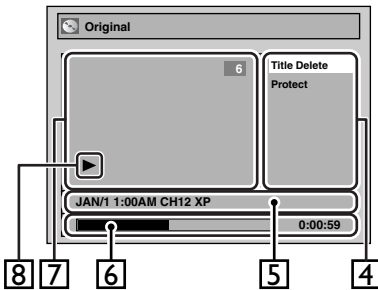 Original
6
Title Delete
Protect
JAN/1 1:00AM CH12 XP
0:00:59
8 7 6 5 4